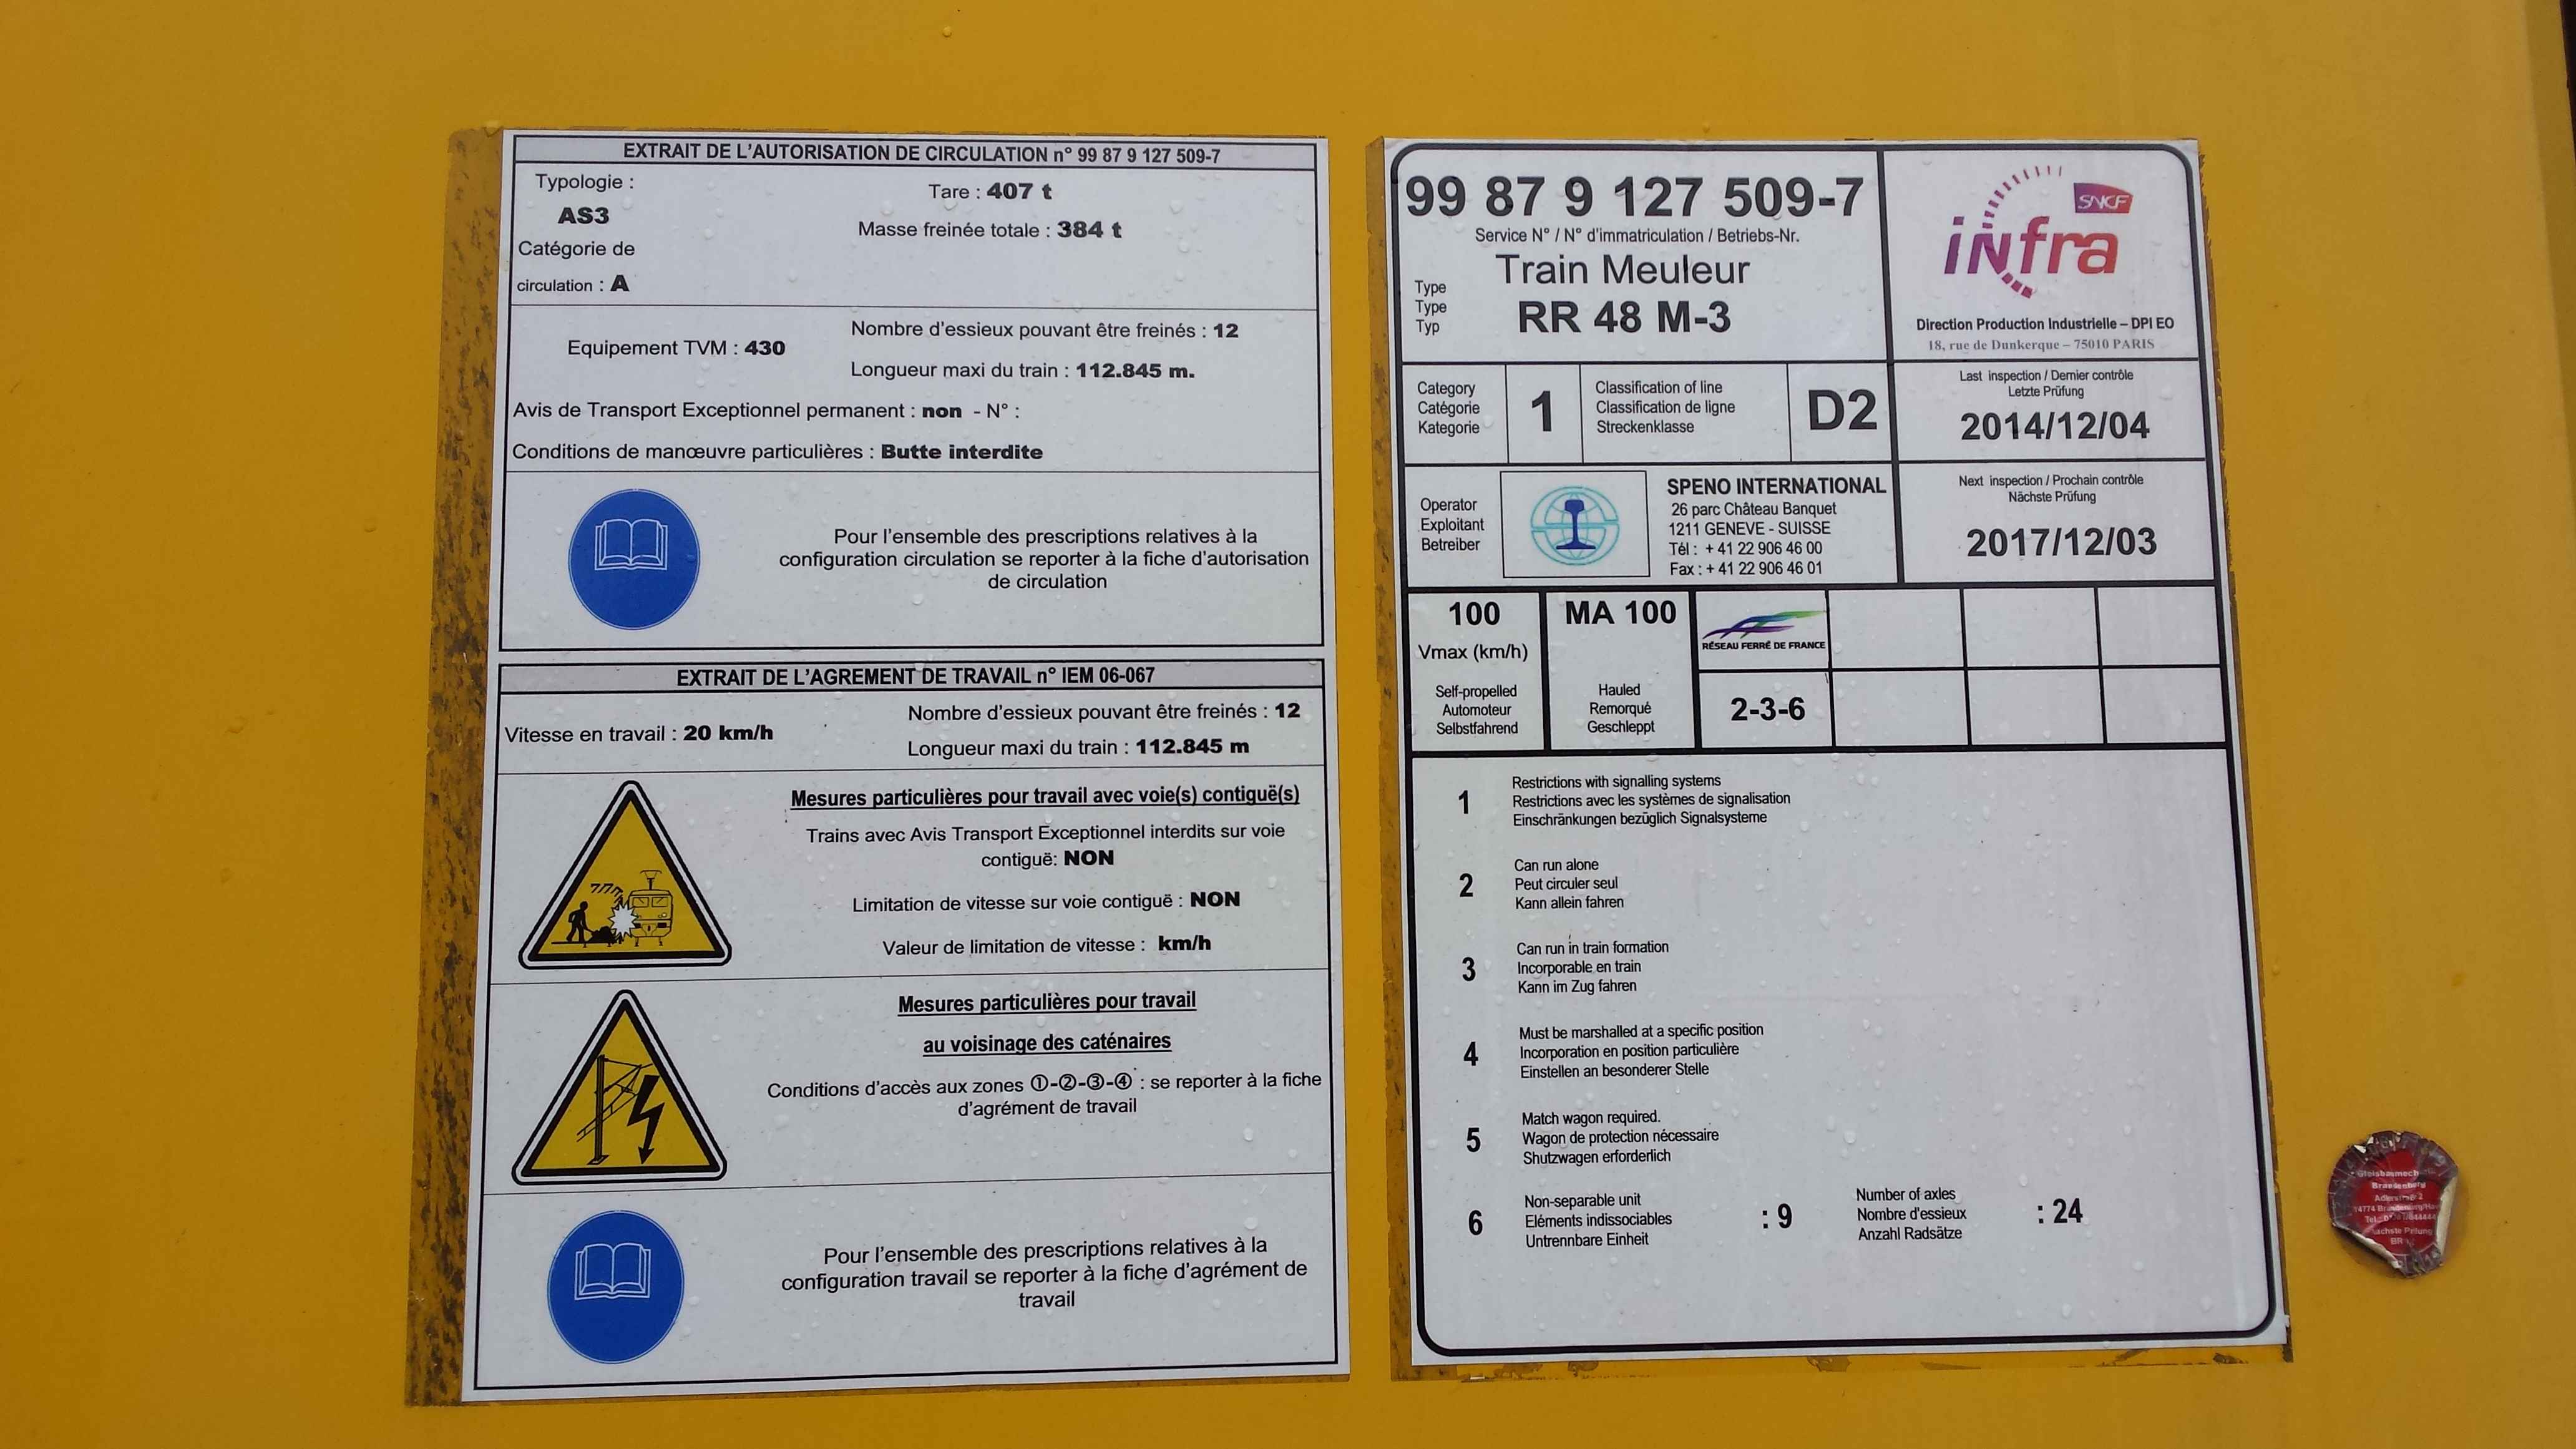 EXTRAIT DE L'AUTORISATION DE CIRCULATION n° 99 87 9 127 509-7
Typologie :
AS3
Catégorie de
circulation : A
Tare : 407 t
Masse freinée totale : 384 t
Equipement TVM : 430
Nombre d'essieux pouvant être freinés : 12
Longueur maxi du train : 112.845 m.
Avis de Transport Exceptionnel permanent : non - N° :
Conditions de manœuvre particulières : Butte interdite
Pour l'ensemble des prescriptions relatives à la
configuration circulation se reporter à la fiche d'autorisation
de circulation
EXTRAIT DE L'AGREMENT DE TRAVAIL n° IEM 06-067
Vitesse en travail : 20 km/h
Nombre d'essieux pouvant être freinés : 12
Longueur maxi du train : 112.845 m
Mesures particulières pour travail avec voie(s) contiguë(s)
Trains avec Avis Transport Exceptionnel interdits sur voie
contiguë: NON
Limitation de vitesse sur voie contiguë : NON
Valeur de limitation de vitesse : km/h
Mesures particulières pour travail
au voisinage des caténaires
Conditions d'accès aux zones ①-②-③-④ : se reporter à la fiche
d'agrément de travail
Pour l'ensemble des prescriptions relatives à la
configuration travail se reporter à la fiche d'agrément de
travail
99 87 9 127 509-7
Service N° / N° d'immatriculation / Betriebs-Nr.
Type
Type
Typ
Train Meuleur
RR 48 M-3
SNCF
infra
Direction Production Industrielle – DPI EO
18, rue de Dunkerque – 75010 PARIS
Category
Catégorie
Kategorie
1
Classification of line
Classification de ligne
Streckenklasse
D2
Last inspection / Dernier contrôle
Letzte Prüfung
2014/12/04
Operator
Exploitant
Betreiber
SPENO INTERNATIONAL
26 parc Château Banquet
1211 GENEVE - SUISSE
Tél : + 41 22 906 46 00
Fax : + 41 22 906 46 01
Next inspection / Prochain contrôle
Nächste Prüfung
2017/12/03
100
Vmax (km/h)
Self-propelled
Automoteur
Selbstfahrend
MA 100
Hauled
Remorqué
Geschleppt
RÉSEAU FERRÉ DE FRANCE
2-3-6
1
Restrictions with signalling systems
Restrictions avec les systèmes de signalisation
Einschränkungen bezüglich Signalsysteme
2
Can run alone
Peut circuler seul
Kann allein fahren
3
Can run in train formation
Incorporable en train
Kann im Zug fahren
4
Must be marshalled at a specific position
Incorporation en position particulière
Einstellen an besonderer Stelle
5
Match wagon required.
Wagon de protection nécessaire
Shutzwagen erforderlich
6
Non-separable unit
Eléments indissociables
Untrennbare Einheit
: 9
Number of axles
Nombre d'essieux
Anzahl Radsätze
: 24
Brandenburg
14774